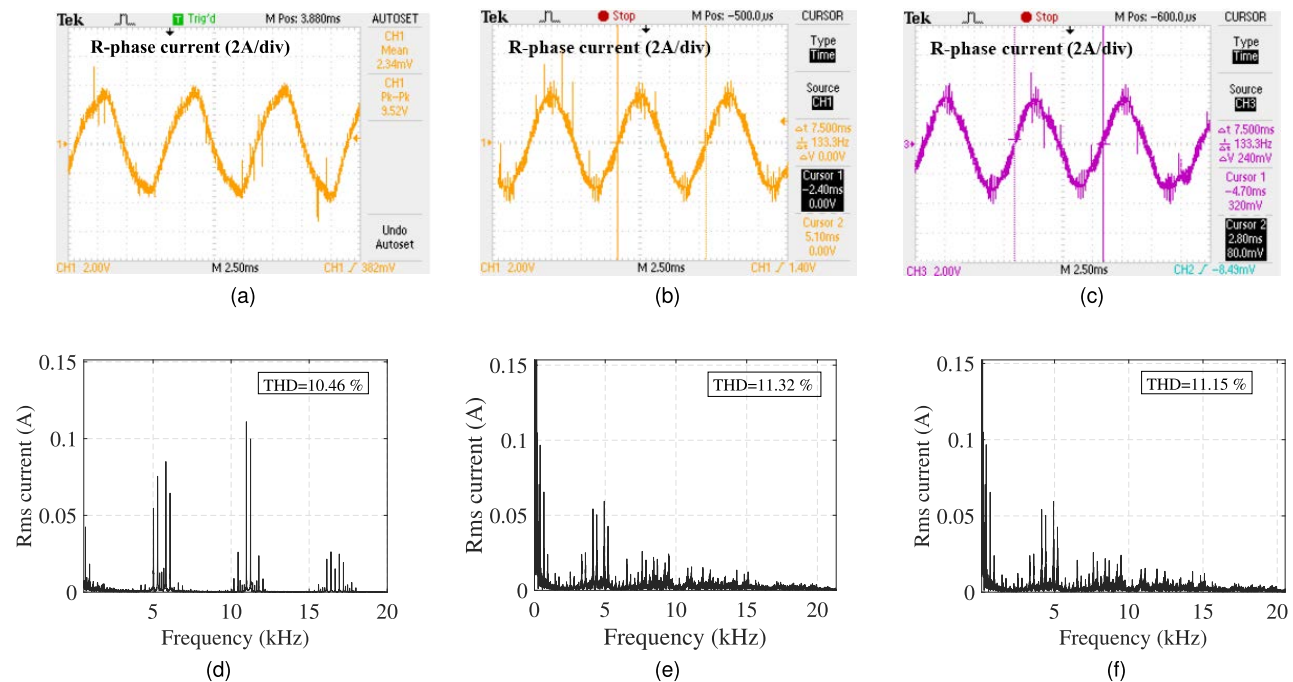 Tek Trig'd M Pos: 3.880ms AUTOSET
R-phase current (2A/div)
CH1
Mean
2.34mV
CH1
Pk-Pk
9.52V
1
Undo
Autoset
CH1 2.00V M 2.50ms CH1 382mV
(a)
Tek Stop M Pos: -500.0µs CURSOR
R-phase current (2A/div)
Type
Time
Source
CH1
Δt 7.500ms
1/Δt 133.3Hz
ΔV 0.00V
1
Cursor 1
-2.40ms
0.00V
Cursor 2
5.10ms
0.00V
CH1 2.00V M 2.50ms CH1 1.40V
(b)
Tek Stop M Pos: -600.0µs CURSOR
R-phase current (2A/div)
Type
Time
Source
CH3
Δt 7.500ms
1/Δt 133.3Hz
ΔV 240mV
3
Cursor 1
-4.70ms
320mV
Cursor 2
2.80ms
80.0mV
CH3 2.00V M 2.50ms CH2 -8.49mV
(c)
0.15
THD=10.46 %
0.1
0.05
0
Rms current (A)
5 10 15 20
Frequency (kHz)
(d)
0.15
THD=11.32 %
0.1
0.05
0
Rms current (A)
0 5 10 15 20
Frequency (kHz)
(e)
0.15
THD=11.15 %
0.1
0.05
0
Rms current (A)
5 10 15 20
Frequency (kHz)
(f)